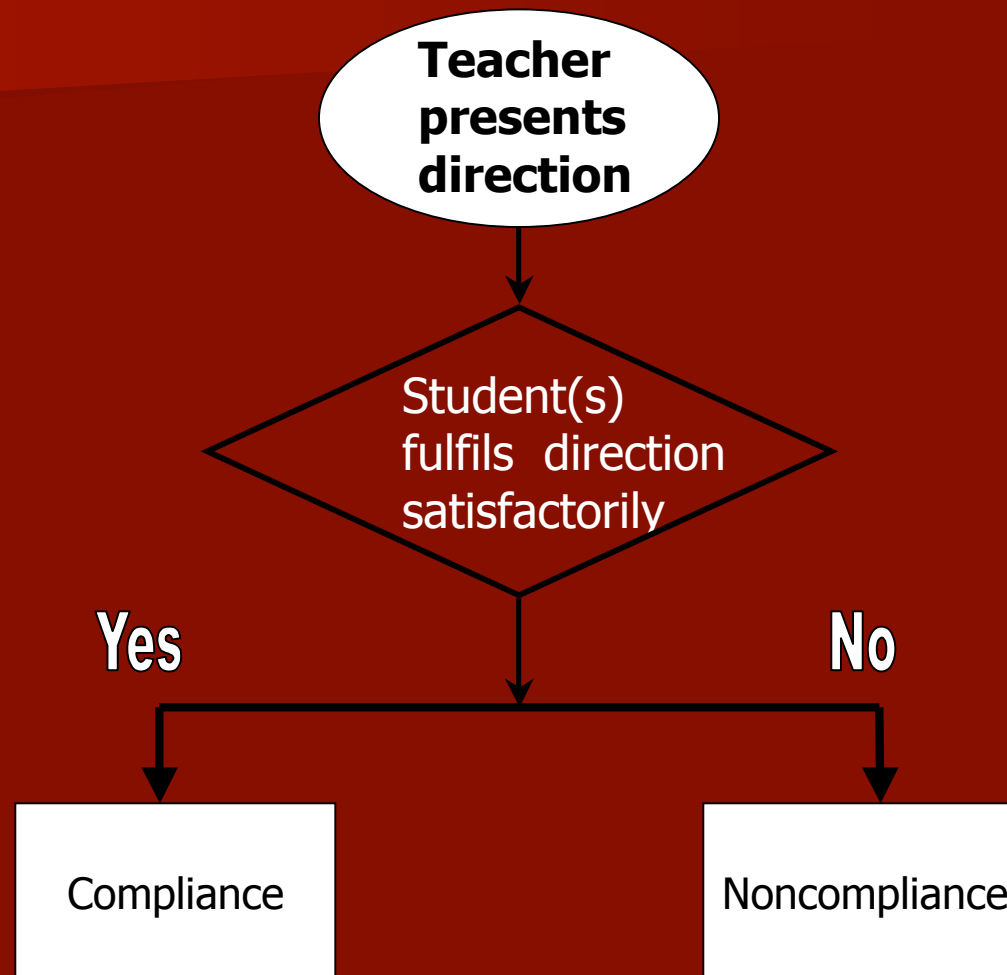 Teacher
presents
direction
Student(s)
fulfils direction
satisfactorily
Yes
No
Compliance
Noncompliance